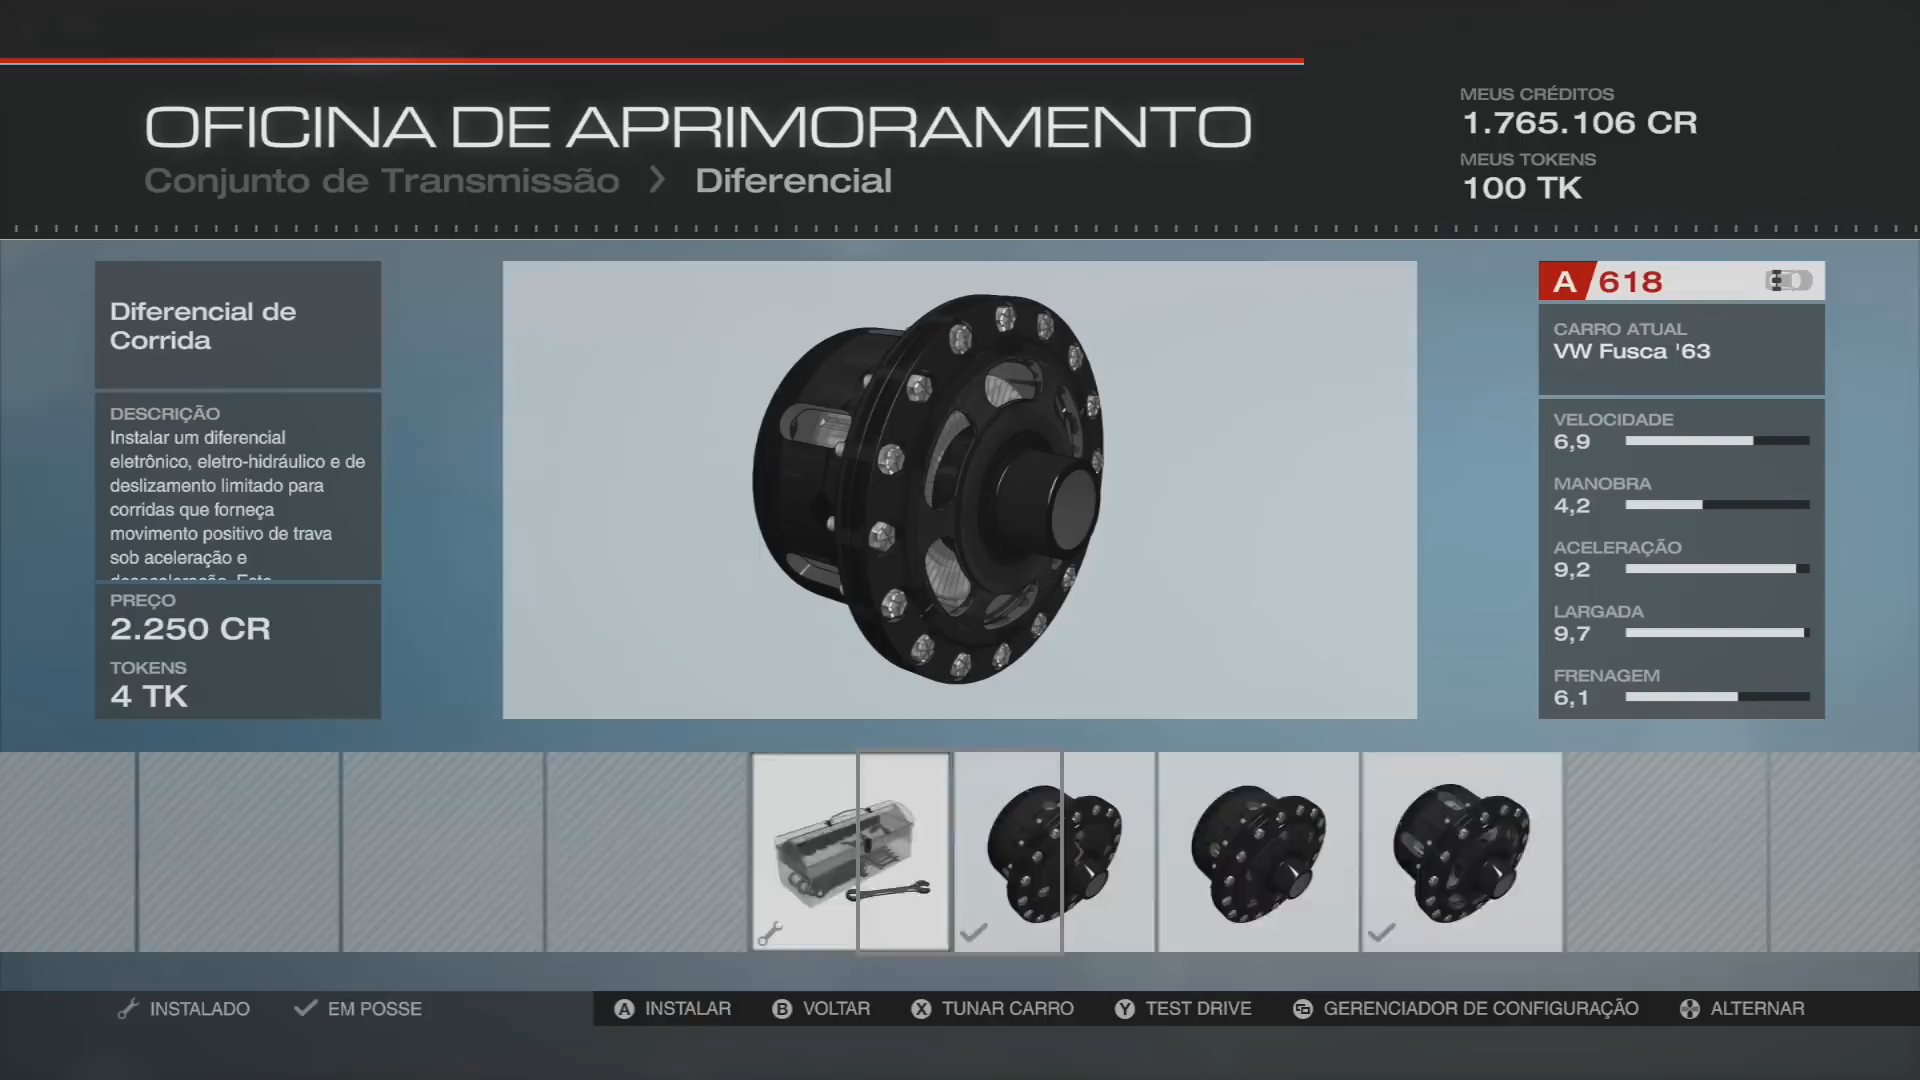 OFICINA DE APRIMORAMENTO
Conjunto de Transmissão > Diferencial
MEUS CRÉDITOS
1.765.106 CR
MEUS TOKENS
100 TK
Diferencial de
Corrida
DESCRIÇÃO
Instalar um diferencial
eletrônico, eletro-hidráulico e de
deslizamento limitado para
corridas que forneça
movimento positivo de trava
sob aceleração e
PREÇO
2.250 CR
TOKENS
4 TK
A 618
CARRO ATUAL
VW Fusca '63
VELOCIDADE
6,9
MANOBRA
4,2
ACELERAÇÃO
9,2
LARGADA
9,7
FRENAGEM
6,1
INSTALADO
EM POSSE
A INSTALAR
B VOLTAR
X TUNAR CARRO
Y TEST DRIVE
GERENCIADOR DE CONFIGURAÇÃO
ALTERNAR